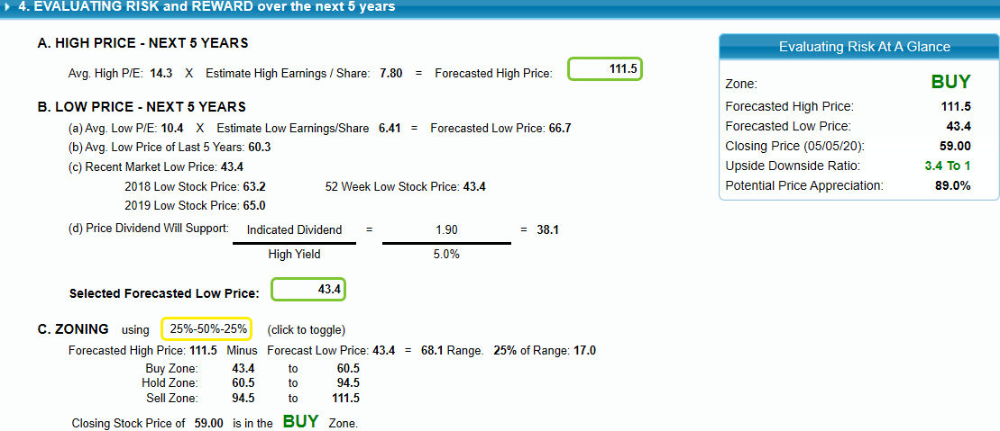 4. EVALUATING RISK and REWARD over the next 5 years
A. HIGH PRICE - NEXT 5 YEARS
Avg. High P/E: 14.3 X Estimate High Earnings / Share: 7.80 = Forecasted High Price: 111.5
B. LOW PRICE - NEXT 5 YEARS
(a) Avg. Low P/E: 10.4 X Estimate Low Earnings/Share 6.41 = Forecasted Low Price: 66.7
(b) Avg. Low Price of Last 5 Years: 60.3
(c) Recent Market Low Price: 43.4
2018 Low Stock Price: 63.2 52 Week Low Stock Price: 43.4
2019 Low Stock Price: 65.0
(d) Price Dividend Will Support: Indicated Dividend = 1.90 = 38.1
High Yield 5.0%
Selected Forecasted Low Price: 43.4
C. ZONING using 25%-50%-25% (click to toggle)
Forecasted High Price: 111.5 Minus Forecast Low Price: 43.4 = 68.1 Range. 25% of Range: 17.0
Buy Zone: 43.4 to 60.5
Hold Zone: 60.5 to 94.5
Sell Zone: 94.5 to 111.5
Closing Stock Price of 59.00 is in the BUY Zone.
Evaluating Risk At A Glance
Zone: BUY
Forecasted High Price: 111.5
Forecasted Low Price: 43.4
Closing Price (05/05/20): 59.00
Upside Downside Ratio: 3.4 To 1
Potential Price Appreciation: 89.0%